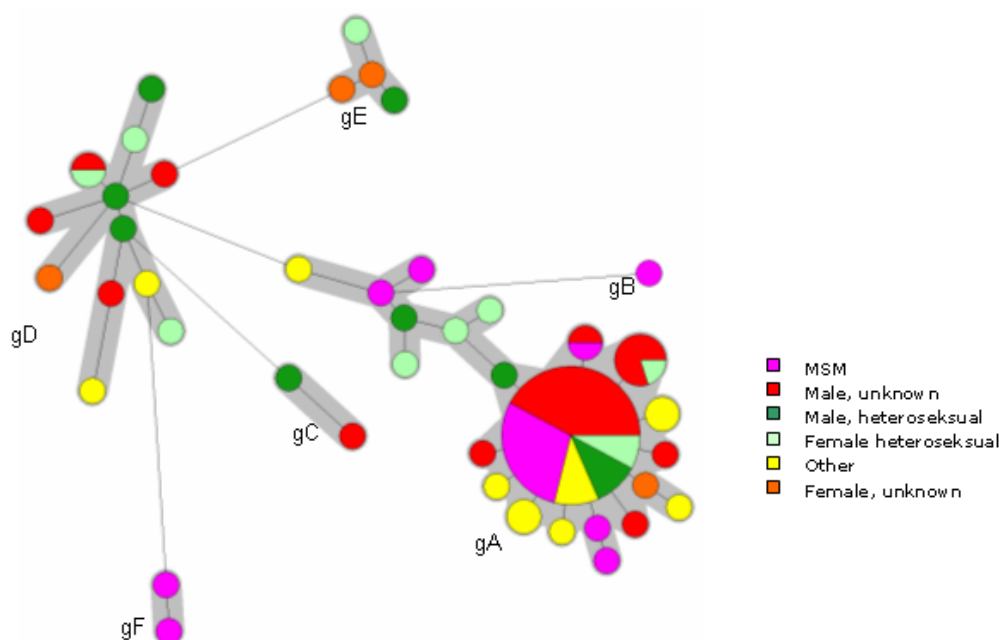 gE
gB
gD
gC
gA
gF
MSM
Male, unknown
Male, heteroseksual
Female heteroseksual
Other
Female, unknown